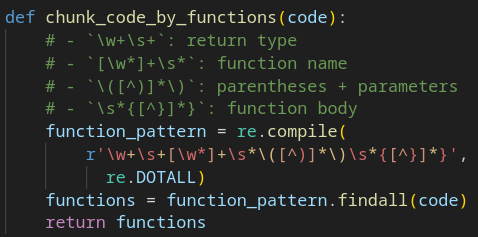 def chunk_code_by_functions(code):
    # - `\w+\s+`: return type
    # - `[\w*]+\s*`: function name
    # - `\([^)]*\)`: parentheses + parameters
    # - `\s*{[^}]*}`: function body
    function_pattern = re.compile(
        r'\w+\s+[\w*]+\s*\([^)]*\)\s*{[^}]*}',
          re.DOTALL)
    functions = function_pattern.findall(code)
    return functions